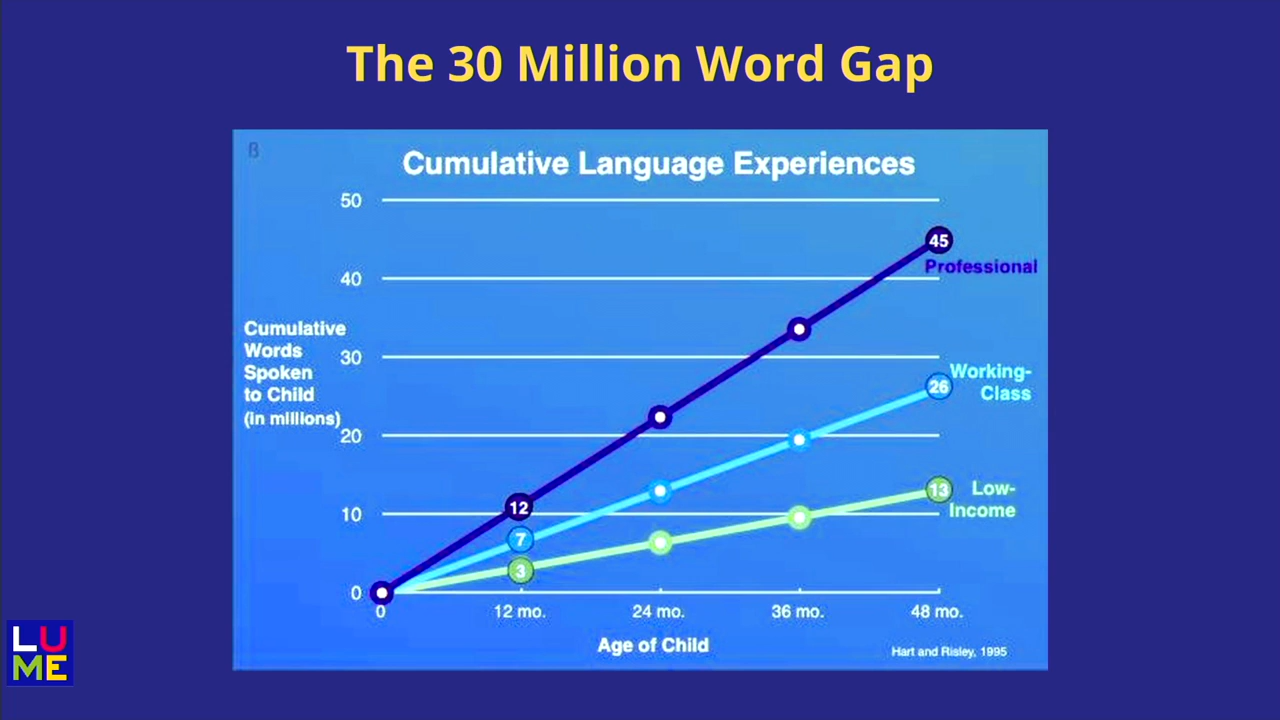 The 30 Million Word Gap
ß
Cumulative Language Experiences
50
45
Professional
40
Cumulative
Words
Spoken
to Child
(in millions)
30
Working-
Class
26
20
Low-
Income
13
10
12
7
3
0
0
12 mo.
24 mo.
36 mo.
48 mo.
Age of Child
Hart and Risley, 1995
LU
ME